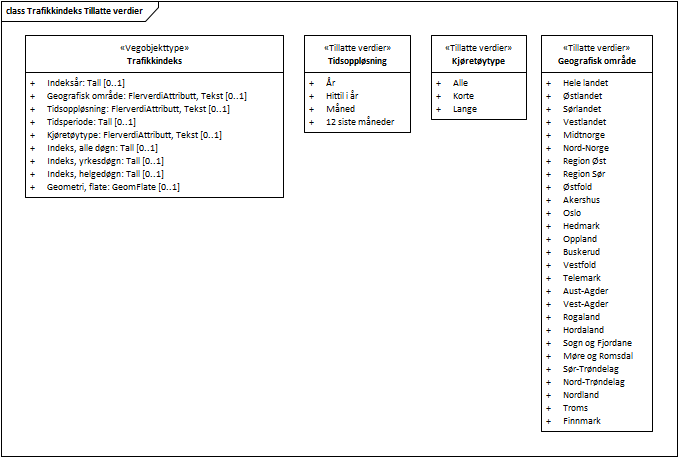 class Trafikkindeks Tillatte verdier
«Vegobjekttype»
Trafikkindeks
+ Indeksår: Tall [0..1]
+ Geografisk område: FlerverdiAttributt, Tekst [0..1]
+ Tidsoppløsning: FlerverdiAttributt, Tekst [0..1]
+ Tidsperiode: Tall [0..1]
+ Kjøretøytype: FlerverdiAttributt, Tekst [0..1]
+ Indeks, alle døgn: Tall [0..1]
+ Indeks, yrkesdøgn: Tall [0..1]
+ Indeks, helgedøgn: Tall [0..1]
+ Geometri, flate: GeomFlate [0..1]
«Tillatte verdier»
Tidsoppløsning
+ År
+ Hittil i år
+ Måned
+ 12 siste måneder
«Tillatte verdier»
Kjøretøytype
+ Alle
+ Korte
+ Lange
«Tillatte verdier»
Geografisk område
+ Hele landet
+ Østlandet
+ Sørlandet
+ Vestlandet
+ Midtnorge
+ Nord-Norge
+ Region Øst
+ Region Sør
+ Østfold
+ Akershus
+ Oslo
+ Hedmark
+ Oppland
+ Buskerud
+ Vestfold
+ Telemark
+ Aust-Agder
+ Vest-Agder
+ Rogaland
+ Hordaland
+ Sogn og Fjordane
+ Møre og Romsdal
+ Sør-Trøndelag
+ Nord-Trøndelag
+ Nordland
+ Troms
+ Finnmark